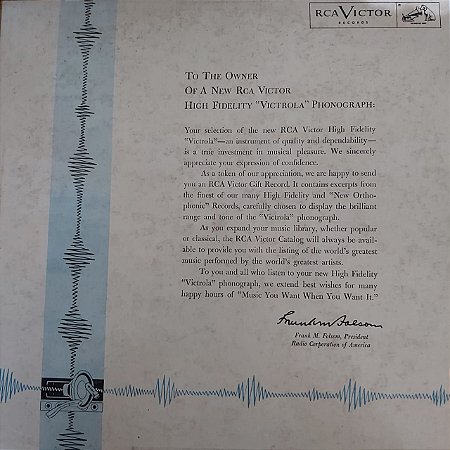 RCA VICTOR
RECORDS
TO THE OWNER
OF A NEW RCA VICTOR
HIGH FIDELITY "VICTROLA" PHONOGRAPH:
Your selection of the new RCA Victor High Fidelity
"Victrola"—an instrument of quality and dependability—
is a true investment in musical pleasure. We sincerely
appreciate your expression of confidence.
As a token of our appreciation, we are happy to send
you an RCA Victor Gift Record. It contains excerpts from
the finest of our many High Fidelity and "New Ortho-
phonic" Records, carefully chosen to display the brilliant
range and tone of the "Victrola" phonograph.
As you expand your music library, whether popular
or classical, the RCA Victor Catalog will always be avail-
able to provide you with the listing of the world's greatest
music performed by the world's greatest artists.
To you and all who listen to your new High Fidelity
"Victrola" phonograph, we extend best wishes for many
happy hours of "Music You Want When You Want It."
Frank M Folsom
Frank M. Folsom, President
Radio Corporation of America